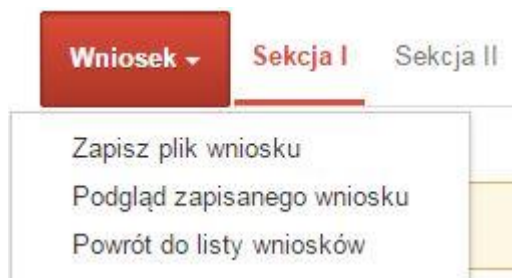 Wniosek Sekcja I Sekcja II
Zapisz plik wniosku
Podgląd zapisanego wniosku
Powrót do listy wniosków